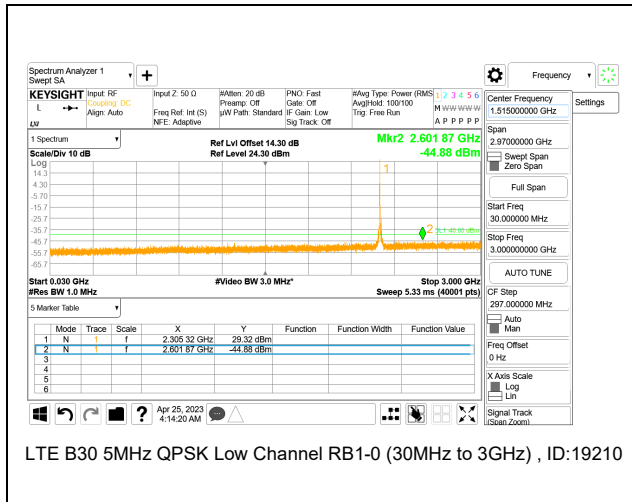 Spectrum Analyzer 1
Swept SA
+
Frequency
KEYSIGHT
L
LXI
Input: RF
Coupling: DC
Align: Auto
Input Z: 50 Ω
Freq Ref: Int (S)
NFE: Adaptive
#Atten: 20 dB
Preamp: Off
µW Path: Standard
PNO: Fast
Gate: Off
IF Gain: Low
Sig Track: Off
#Avg Type: Power (RMS
Avg|Hold: 100/100
Trig: Free Run
1 2 3 4 5 6
M W W W W W
A P P P P P
Center Frequency
1.515000000 GHz
Settings
Span
2.97000000 GHz
Swept Span
Zero Span
Full Span
Start Freq
30.000000 MHz
Stop Freq
3.000000000 GHz
AUTO TUNE
CF Step
297.000000 MHz
Auto
Man
Freq Offset
0 Hz
X Axis Scale
Log
Lin
Signal Track
(Span Zoom)
1 Spectrum
Scale/Div 10 dB
Ref Lvl Offset 14.30 dB
Ref Level 24.30 dBm
Mkr2 2.601 87 GHz
-44.88 dBm
Log
14.3
4.30
-5.70
-15.7
-25.7
-35.7
-45.7
-55.7
-65.7
1
2
Start 0.030 GHz
#Res BW 1.0 MHz
#Video BW 3.0 MHz*
Stop 3.000 GHz
Sweep 5.33 ms (40001 pts)
5 Marker Table
Mode Trace Scale X Y Function Function Width Function Value
1 N 1 f 2.305 32 GHz 29.32 dBm
2 N 1 f 2.601 87 GHz -44.88 dBm
3
4
5
6
?
Apr 25, 2023
4:14:20 AM
LTE B30 5MHz QPSK Low Channel RB1-0 (30MHz to 3GHz) , ID:19210